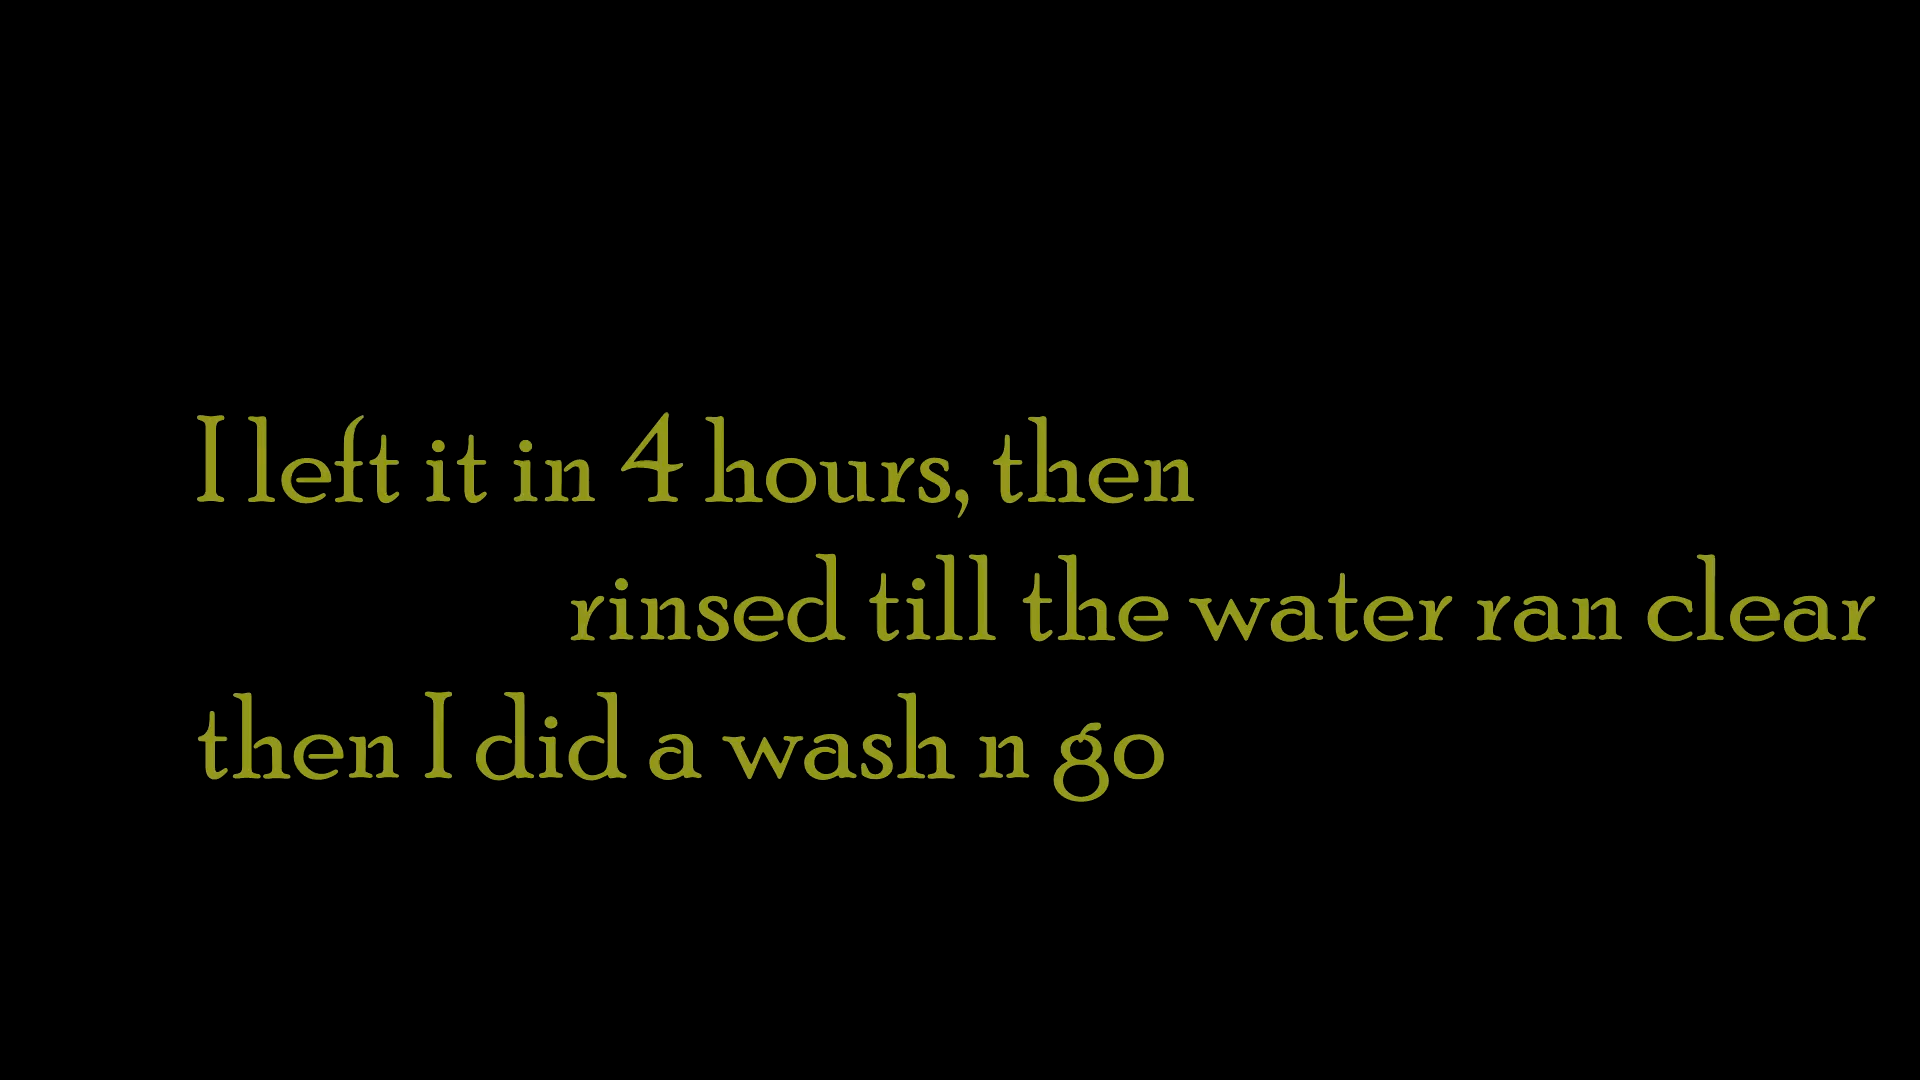 I left it in 4 hours, then
rinsed till the water ran clear
then I did a wash n go